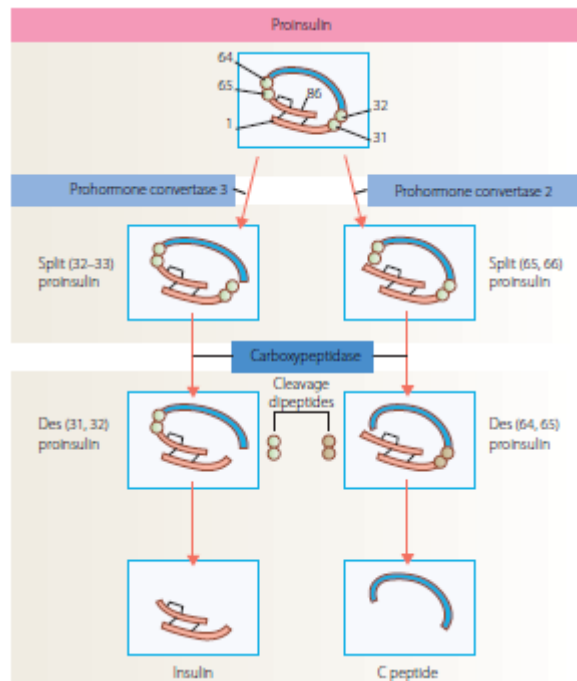 Proinsulin
64
65
86
32
1
31
Prohormone convertase 3
Prohormone convertase 2
Split (32–33)
proinsulin
Split (65, 66)
proinsulin
Carboxypeptidase
Cleavage
dipeptides
Des (31, 32)
proinsulin
Des (64, 65)
proinsulin
Insulin
C peptide